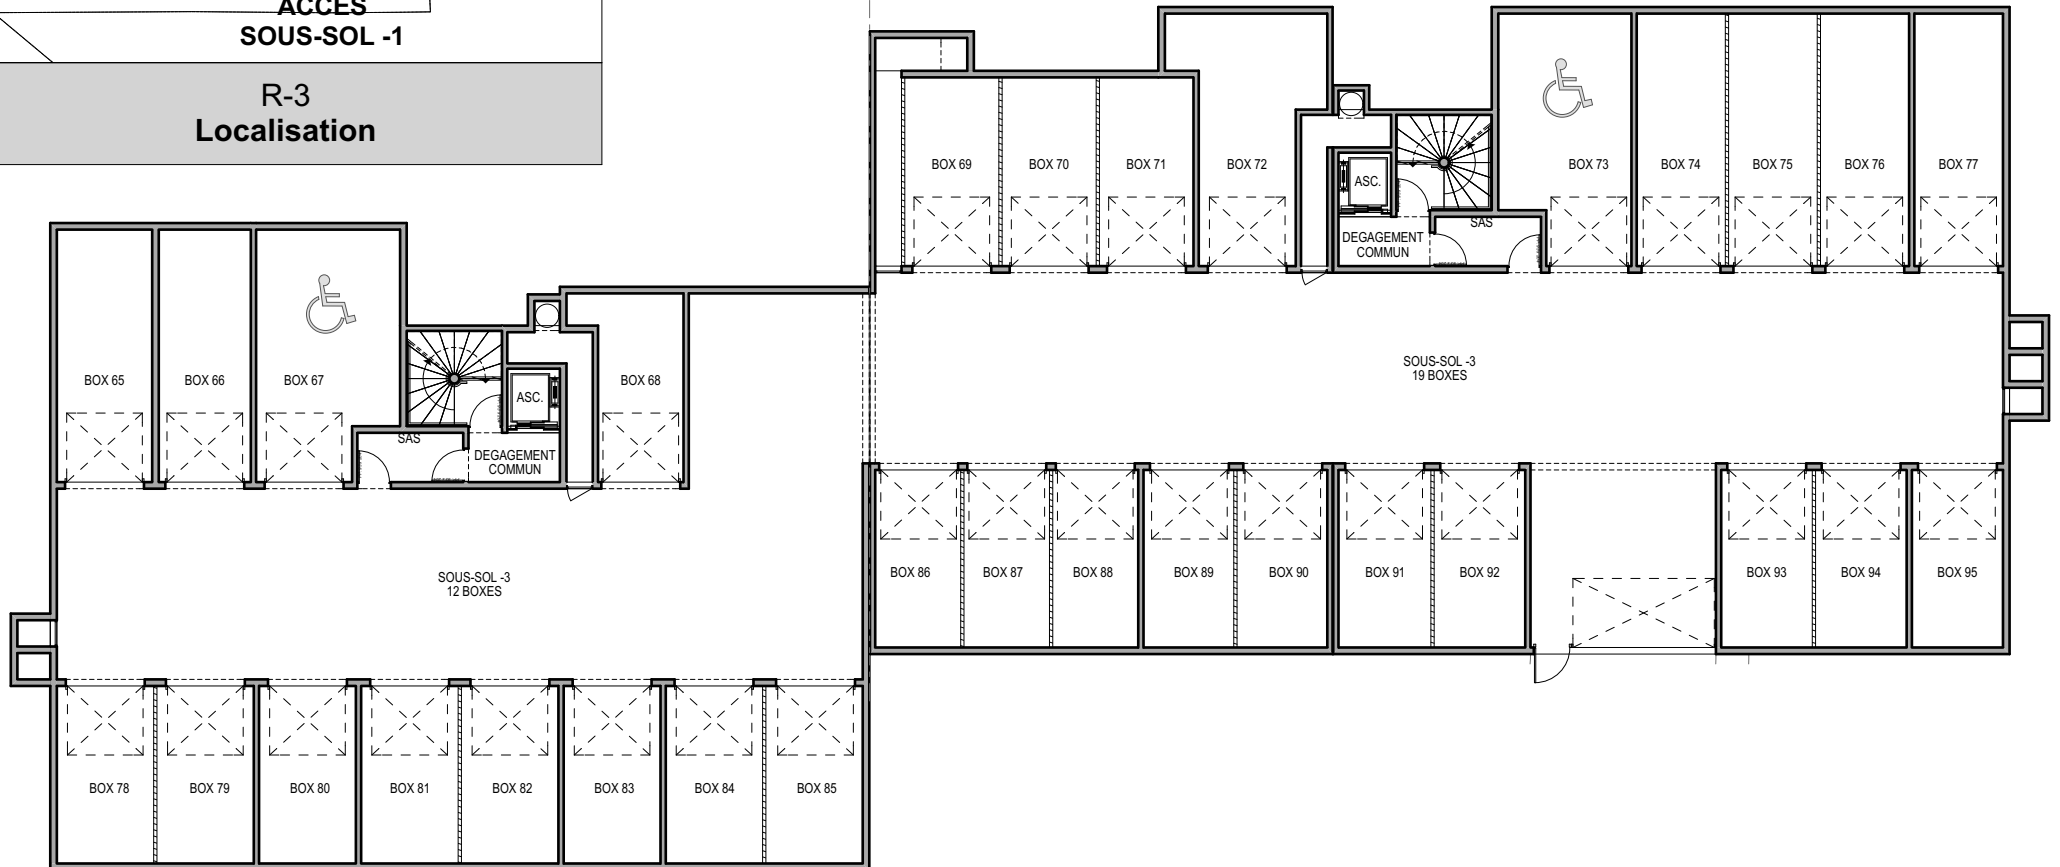 ACCES
SOUS-SOL -1
R-3
Localisation
BOX 69
BOX 70
BOX 71
BOX 72
ASC.
BOX 73
BOX 74
BOX 75
BOX 76
BOX 77
SAS
DEGAGEMENT
COMMUN
BOX 65
BOX 66
BOX 67
ASC.
BOX 68
SAS
DEGAGEMENT
COMMUN
SOUS-SOL -3
19 BOXES
SOUS-SOL -3
12 BOXES
BOX 86
BOX 87
BOX 88
BOX 89
BOX 90
BOX 91
BOX 92
BOX 93
BOX 94
BOX 95
BOX 78
BOX 79
BOX 80
BOX 81
BOX 82
BOX 83
BOX 84
BOX 85